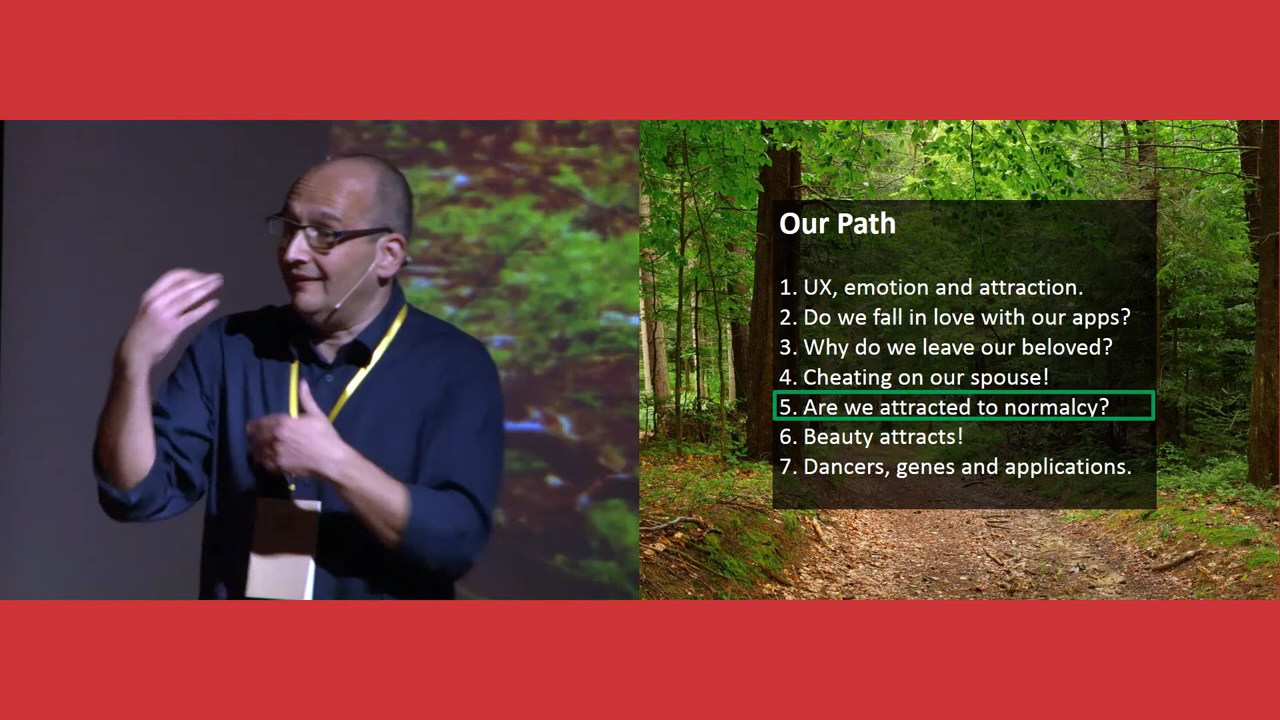 Our Path
1. UX, emotion and attraction.
2. Do we fall in love with our apps?
3. Why do we leave our beloved?
4. Cheating on our spouse!
5. Are we attracted to normalcy?
6. Beauty attracts!
7. Dancers, genes and applications.